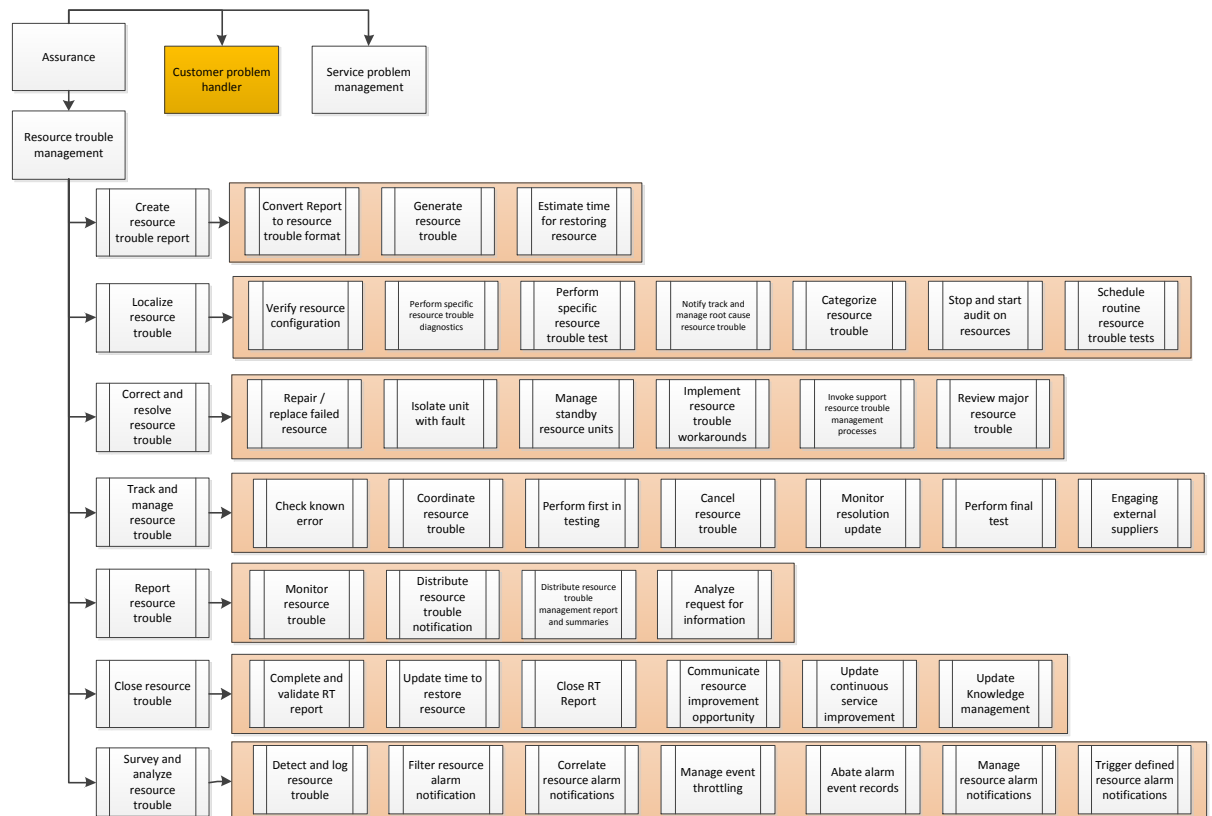 Assurance
Customer problem
handler
Service problem
management
Resource trouble
management
Create
resource
trouble report
Convert Report
to resource
trouble format
Generate
resource
trouble
Estimate time
for restoring
resource
Localize
resource
trouble
Verify resource
configuration
Perform specific
resource trouble
diagnostics
Perform
specific
resource
trouble test
Notify track and
manage root cause
resource trouble
Categorize
resource
trouble
Stop and start
audit on
resources
Schedule
routine
resource
trouble tests
Correct and
resolve
resource
trouble
Repair /
replace failed
resource
Isolate unit
with fault
Manage
standby
resource units
Implement
resource
trouble
workarounds
Invoke support
resource trouble
management
processes
Review major
resource
trouble
Track and
manage
resource
trouble
Check known
error
Coordinate
resource
trouble
Perform first in
testing
Cancel
resource
trouble
Monitor
resolution
update
Perform final
test
Engaging
external
suppliers
Report
resource
trouble
Monitor
resource
trouble
Distribute
resource
trouble
notification
Distribute resource
trouble
management report
and summaries
Analyze
request for
information
Close resource
trouble
Complete and
validate RT
report
Update time to
restore
resource
Close RT
Report
Communicate
resource
improvement
opportunity
Update
continuous
service
improvement
Update
Knowledge
management
Survey and
analyze
resource
trouble
Detect and log
resource
trouble
Filter resource
alarm
notification
Correlate
resource alarm
notifications
Manage event
throttling
Abate alarm
event records
Manage
resource alarm
notifications
Trigger defined
resource alarm
notifications